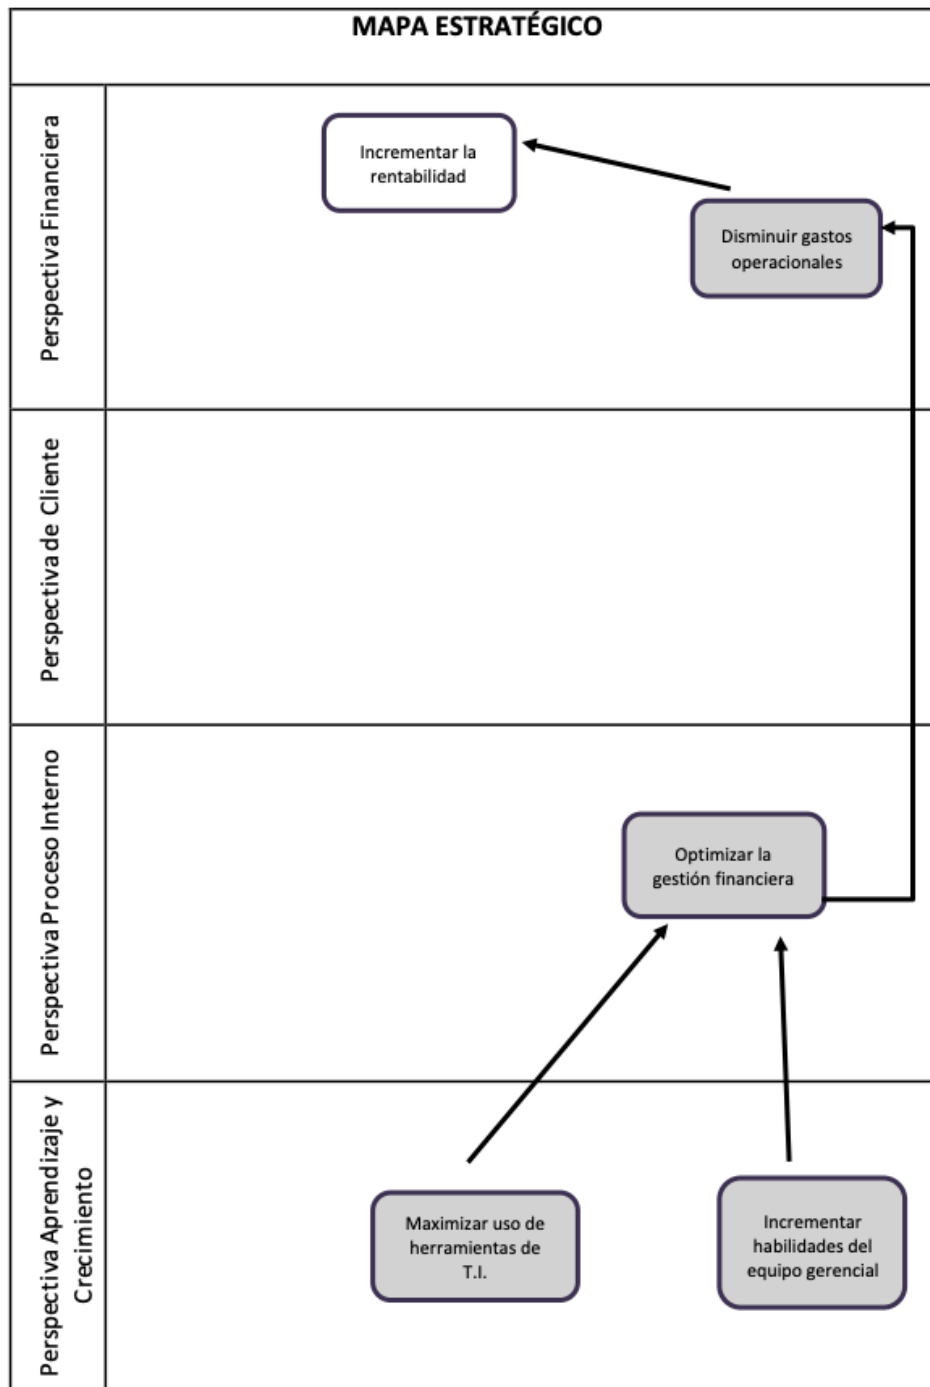 MAPA ESTRATÉGICO
Perspectiva Financiera
Incrementar la
rentabilidad
Disminuir gastos
operacionales
Perspectiva de Cliente
Perspectiva Proceso Interno
Optimizar la
gestión financiera
Perspectiva Aprendizaje y
Crecimiento
Maximizar uso de
herramientas de
T.I.
Incrementar
habilidades del
equipo gerencial